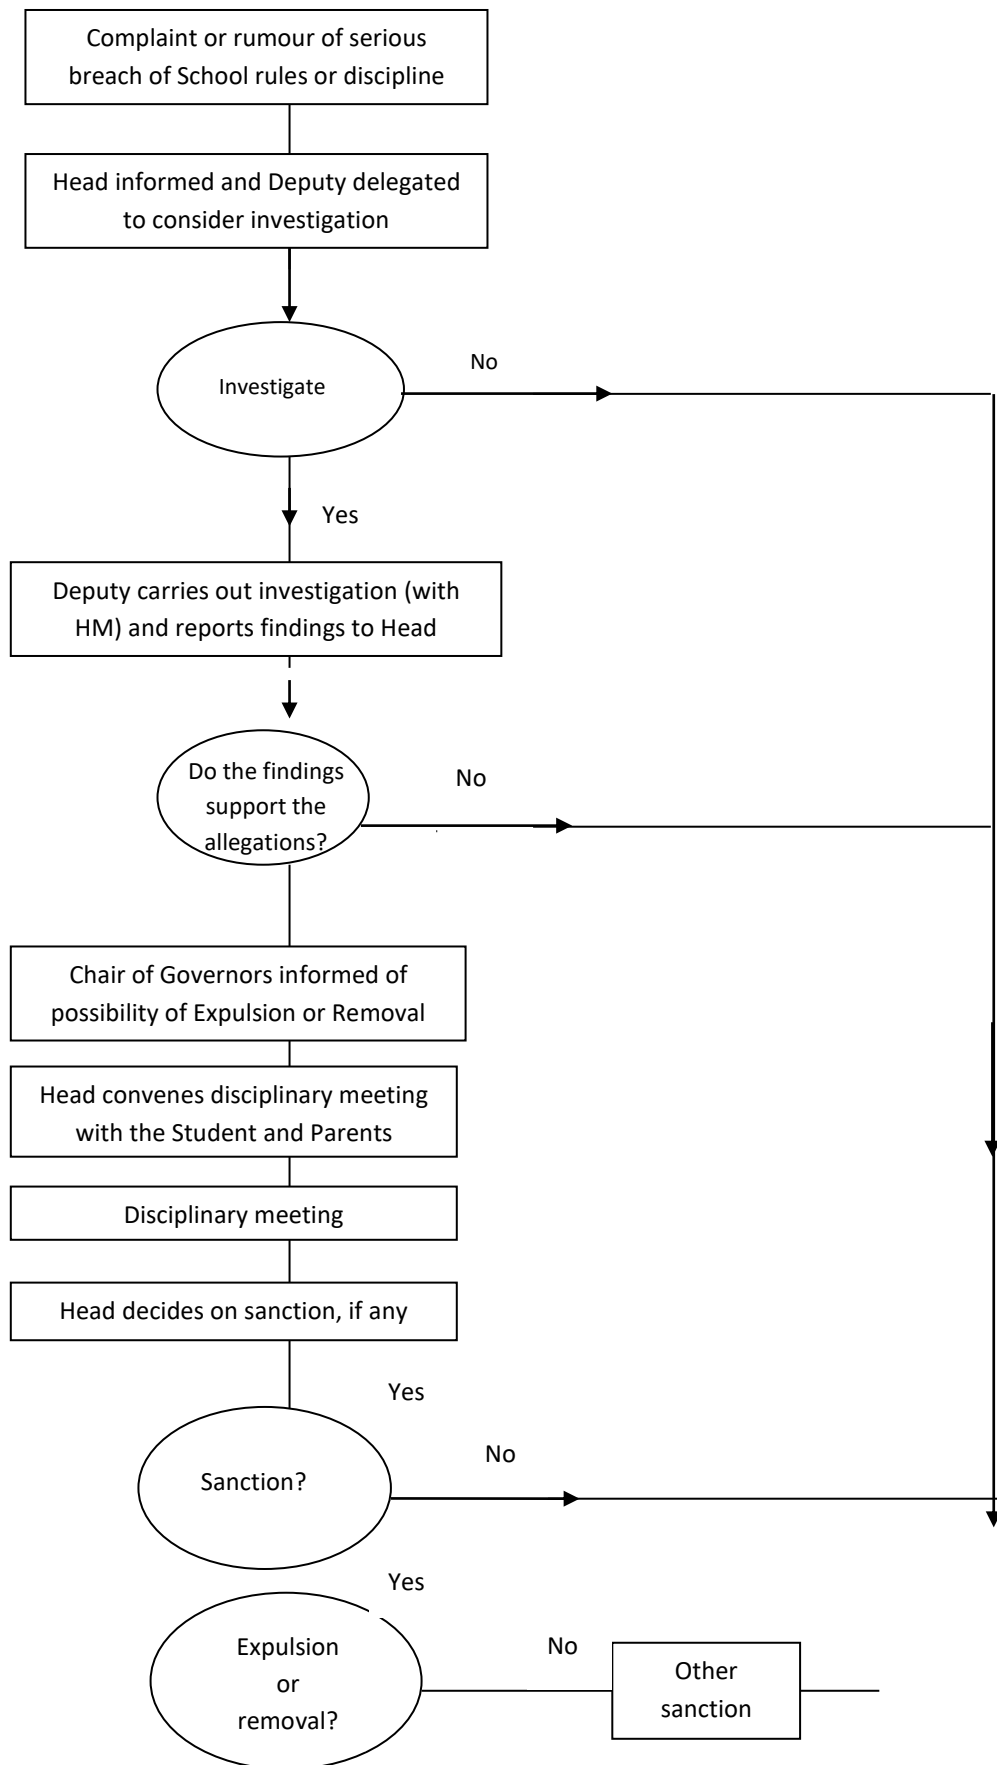 Complaint or rumour of serious
breach of School rules or discipline
Head informed and Deputy delegated
to consider investigation
Investigate
No
Yes
Deputy carries out investigation (with
HM) and reports findings to Head
Do the findings
support the
allegations?
No
Chair of Governors informed of
possibility of Expulsion or Removal
Head convenes disciplinary meeting
with the Student and Parents
Disciplinary meeting
Head decides on sanction, if any
Yes
Sanction?
No
Yes
Expulsion
or
removal?
No
Other
sanction